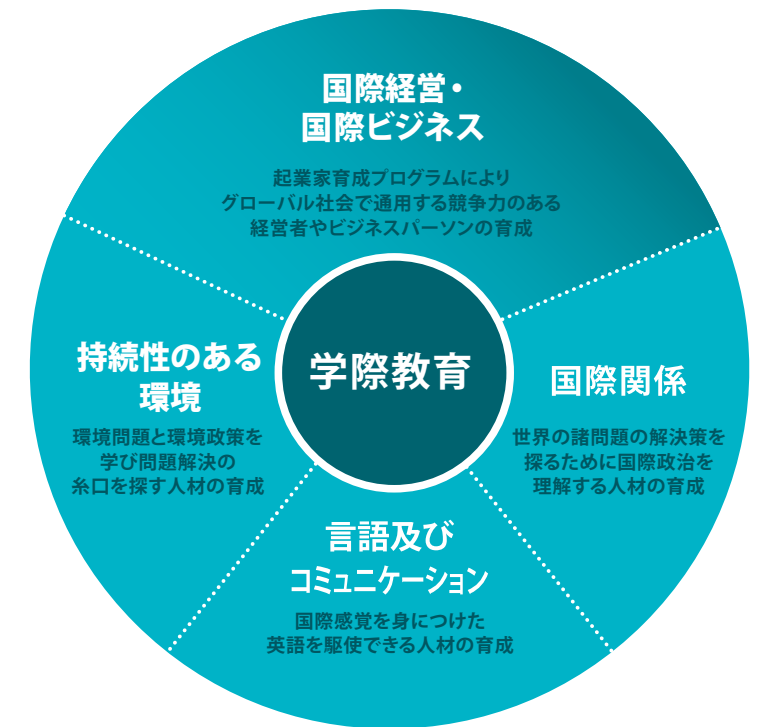 国際経営・
国際ビジネス
起業家育成プログラムにより
グローバル社会で通用する競争力のある
経営者やビジネスパーソンの育成
学際教育
持続性のある
環境
環境問題と環境政策を
学び問題解決の
糸口を探す人材の育成
国際関係
世界の諸問題の解決策を
探るために国際政治を
理解する人材の育成
言語及び
コミュニケーション
国際感覚を身につけた
英語を駆使できる人材の育成